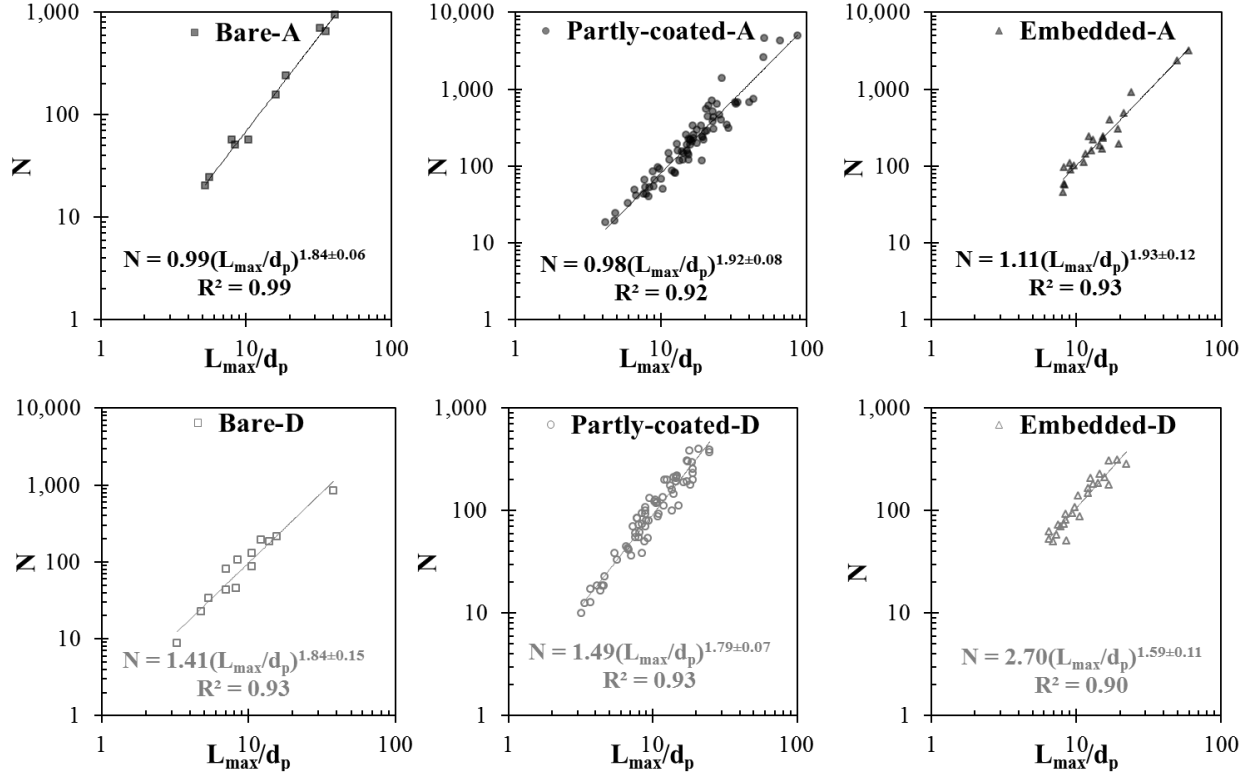 1,000
100
10
1
N
Bare-A
N = 0.99(Lmax/dp)1.84±0.06
R² = 0.99
1 10 100
Lmax/dp
10,000
1,000
100
10
1
N
Partly-coated-A
N = 0.98(Lmax/dp)1.92±0.08
R² = 0.92
1 10 100
Lmax/dp
10,000
1,000
100
10
1
N
Embedded-A
N = 1.11(Lmax/dp)1.93±0.12
R² = 0.93
1 10 100
Lmax/dp
10,000
1,000
100
10
1
N
Bare-D
N = 1.41(Lmax/dp)1.84±0.15
R² = 0.93
1 10 100
Lmax/dp
1,000
100
10
1
N
Partly-coated-D
N = 1.49(Lmax/dp)1.79±0.07
R² = 0.93
1 10 100
Lmax/dp
1,000
100
10
1
N
Embedded-D
N = 2.70(Lmax/dp)1.59±0.11
R² = 0.90
1 10 100
Lmax/dp